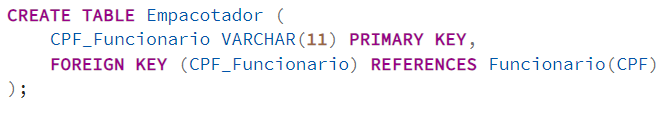 CREATE TABLE Empacotador (
    CPF_Funcionario VARCHAR(11) PRIMARY KEY,
    FOREIGN KEY (CPF_Funcionario) REFERENCES Funcionario(CPF)
);